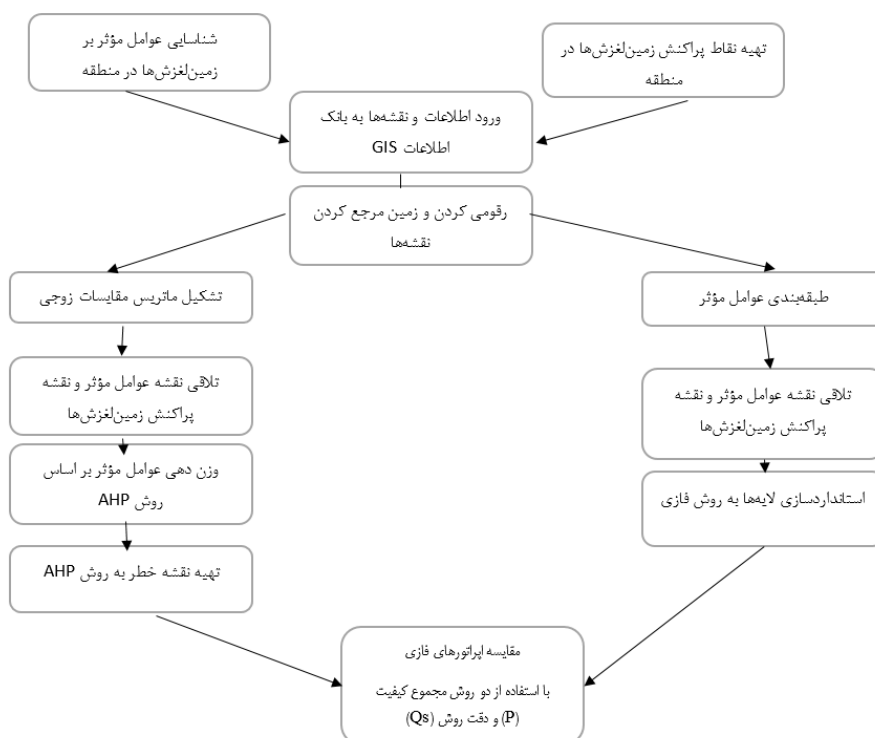 شناسایی عوامل مؤثر بر
زمین‌لغزش‌ها در منطقه
تهیه نقاط پراکنش زمین‌لغزش‌ها در
منطقه
ورود اطلاعات و نقشه‌ها به بانک
اطلاعات GIS
رقومی کردن و زمین مرجع کردن
نقشه‌ها
تشکیل ماتریس مقایسات زوجی
طبقه‌بندی عوامل مؤثر
تلاقی نقشه عوامل مؤثر و نقشه
پراکنش زمین‌لغزش‌ها
تلاقی نقشه عوامل مؤثر و نقشه
پراکنش زمین‌لغزش‌ها
وزن دهی عوامل مؤثر بر اساس
روش AHP
استانداردسازی لایه‌ها به روش فازی
تهیه نقشه خطر به روش AHP
مقایسه اپراتورهای فازی
با استفاده از دو روش مجموع کیفیت
(P) و دقت روش (Qs)